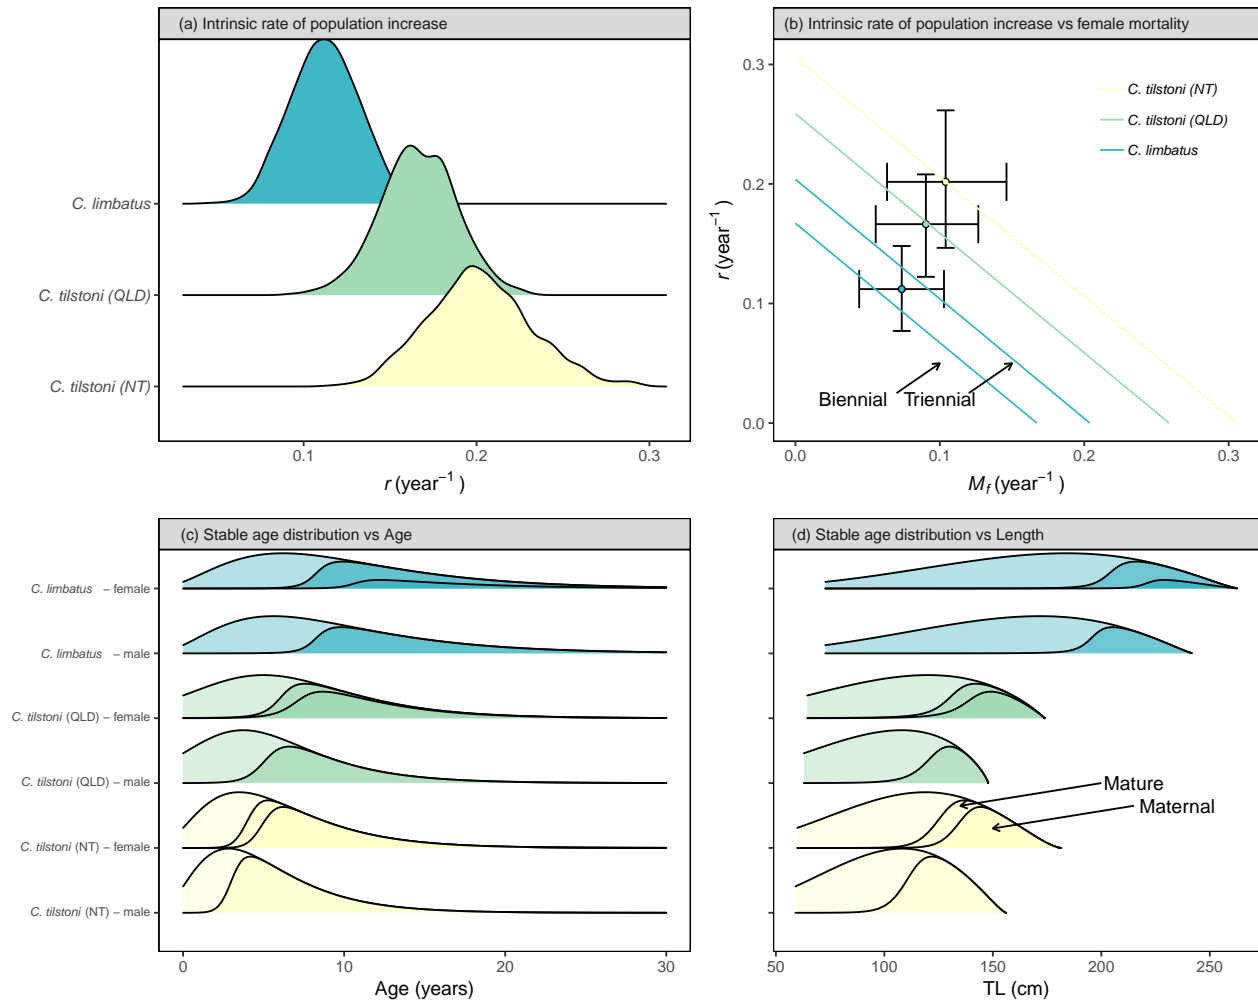 (a) Intrinsic rate of population increase
C. limbatus
C. tilstoni (QLD)
C. tilstoni (NT)
0.1 0.2 0.3
r (year⁻¹)
(b) Intrinsic rate of population increase vs female mortality
0.3
0.2
0.1
0.0
r (year⁻¹)
C. tilstoni (NT)
C. tilstoni (QLD)
C. limbatus
Biennial Triennial
0.0 0.1 0.2 0.3
M_f (year⁻¹)
(c) Stable age distribution vs Age
C. limbatus – female
C. limbatus – male
C. tilstoni (QLD) – female
C. tilstoni (QLD) – male
C. tilstoni (NT) – female
C. tilstoni (NT) – male
0 10 20 30
Age (years)
(d) Stable age distribution vs Length
Mature
Maternal
50 100 150 200 250
TL (cm)